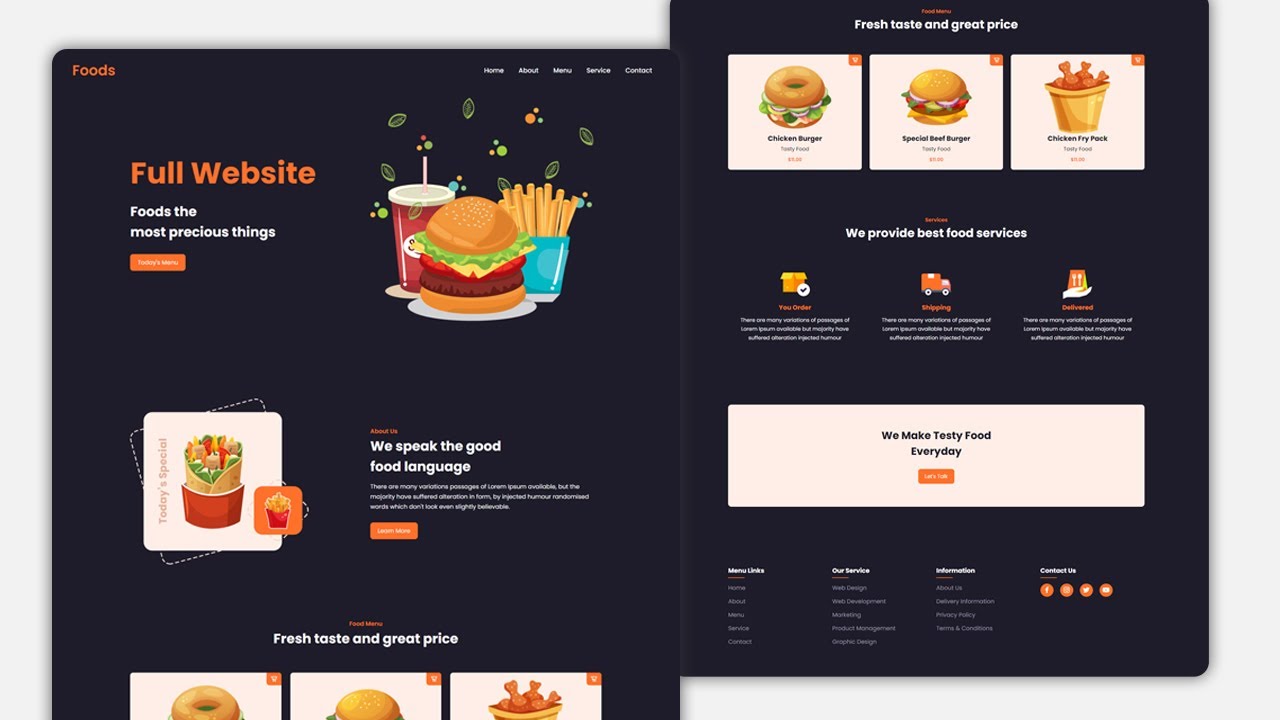 Foods
Home About Menu Service Contact
Full Website
Foods the
most precious things
Today's Menu
Today's Special
About Us
We speak the good
food language
There are many variations passages of Lorem Ipsum available, but the
majority have suffered alteration in form, by injected humour randomised
words which don't look even slightly believable.
Learn More
Food Menu
Fresh taste and great price
Food Menu
Fresh taste and great price
Chicken Burger
Tasty Food
$11.00
Special Beef Burger
Tasty Food
$11.00
Chicken Fry Pack
Tasty Food
$11.00
Services
We provide best food services
You Order
There are many variations of passages of
Lorem Ipsum available but majority have
suffered alteration injected humour
Shipping
There are many variations of passages of
Lorem Ipsum available but majority have
suffered alteration injected humour
Delivered
There are many variations of passages of
Lorem Ipsum available but majority have
suffered alteration injected humour
We Make Testy Food
Everyday
Let's Talk
Menu Links
Home
About
Menu
Service
Contact
Our Service
Web Design
Web Development
Marketing
Product Management
Graphic Design
Information
About Us
Delivery Information
Privacy Policy
Terms & Conditions
Contact Us